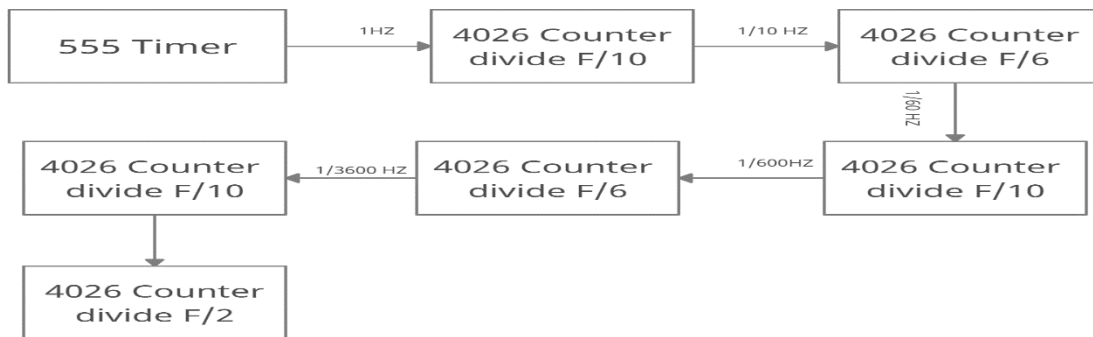 555 Timer
1HZ
4026 Counter
divide F/10
1/10 HZ
4026 Counter
divide F/6
1/60 HZ
4026 Counter
divide F/10
1/600HZ
4026 Counter
divide F/6
1/3600 HZ
4026 Counter
divide F/10
4026 Counter
divide F/2